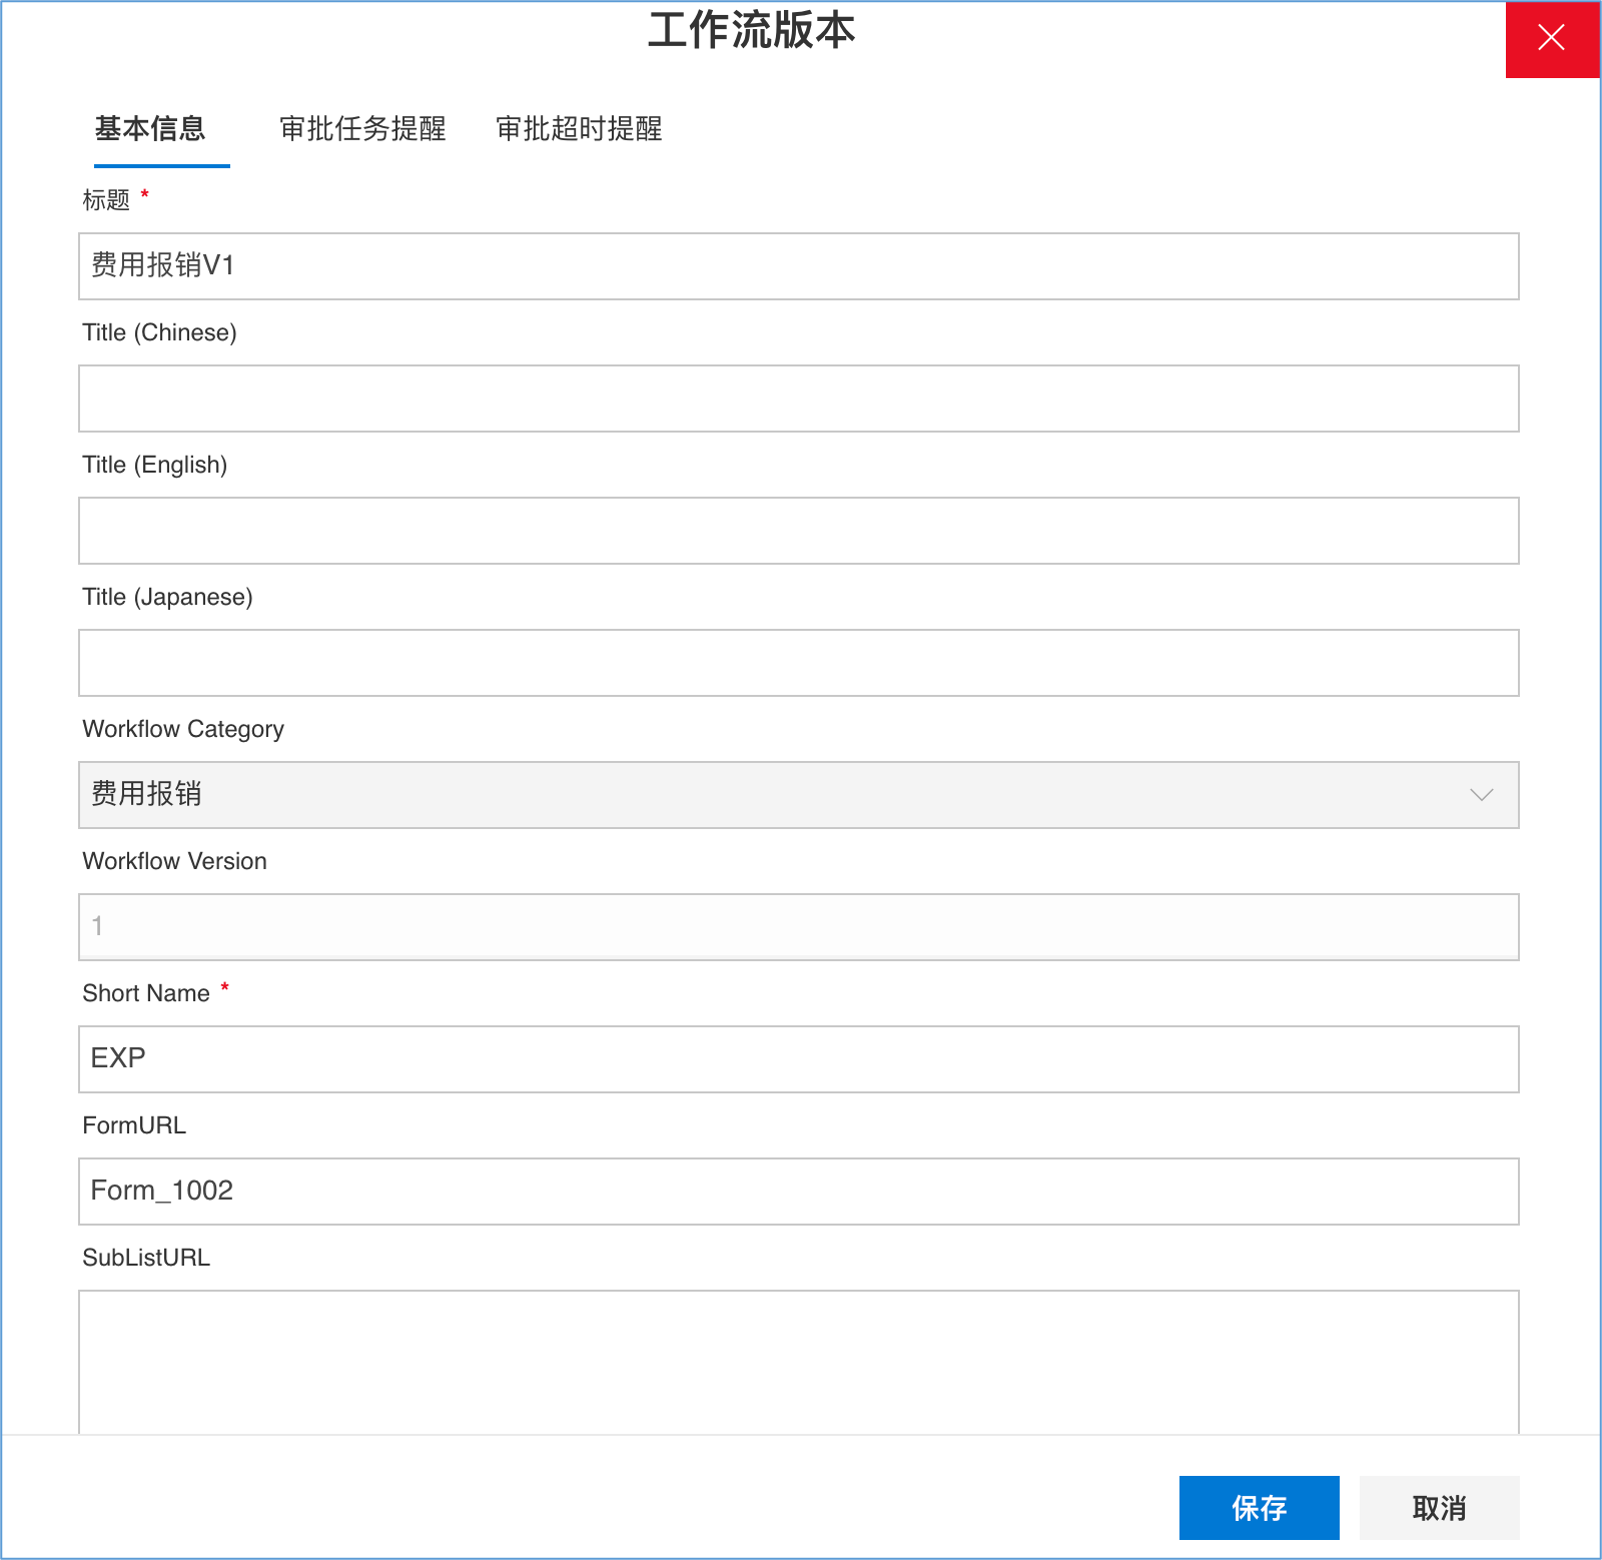 工作流版本
基本信息 审批任务提醒 审批超时提醒
标题 *
费用报销V1
Title (Chinese)
Title (English)
Title (Japanese)
Workflow Category
费用报销
Workflow Version
1
Short Name *
EXP
FormURL
Form_1002
SubListURL
保存 取消